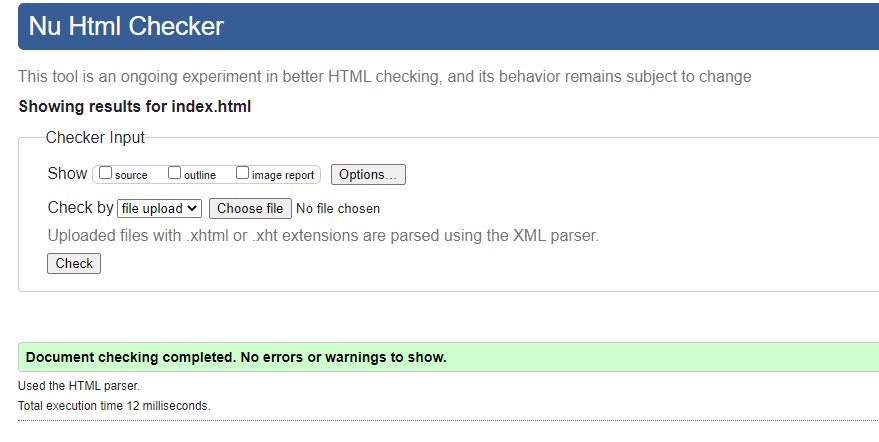 Nu Html Checker
This tool is an ongoing experiment in better HTML checking, and its behavior remains subject to change
Showing results for index.html
Checker Input
Show source outline image report Options...
Check by file upload Choose file No file chosen
Uploaded files with .xhtml or .xht extensions are parsed using the XML parser.
Check
Document checking completed. No errors or warnings to show.
Used the HTML parser.
Total execution time 12 milliseconds.